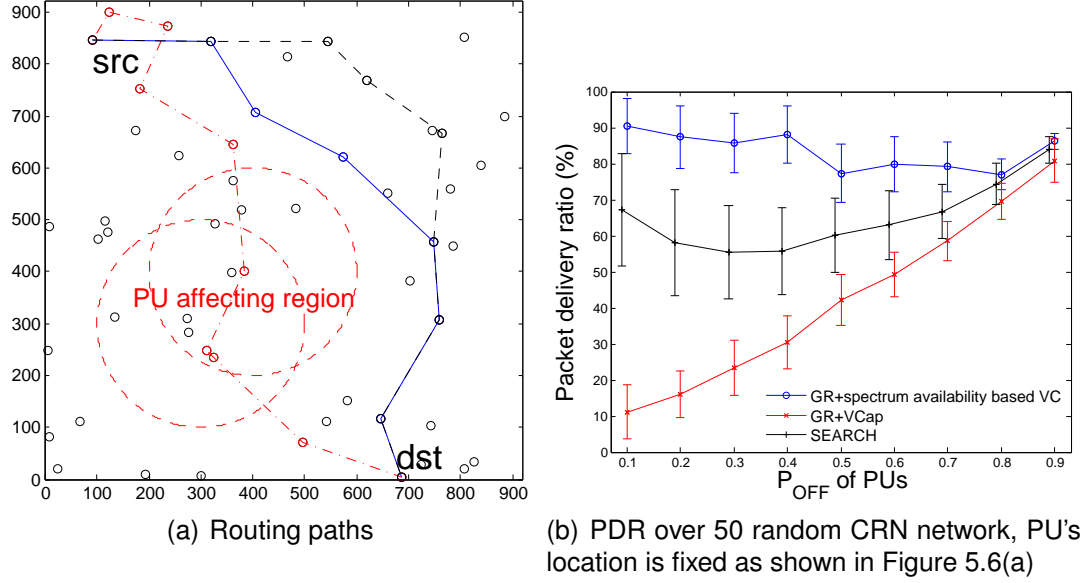 900
800
700
600
500
400
300
200
100
0
0 100 200 300 400 500 600 700 800 900
src
PU affecting region
dst
(a) Routing paths
Packet delivery ratio (%)
100
90
80
70
60
50
40
30
20
10
0
0.1 0.2 0.3 0.4 0.5 0.6 0.7 0.8 0.9
P_OFF of PUs
GR+spectrum availability based VC
GR+VCap
SEARCH
(b) PDR over 50 random CRN network, PU's
location is fixed as shown in Figure 5.6(a)